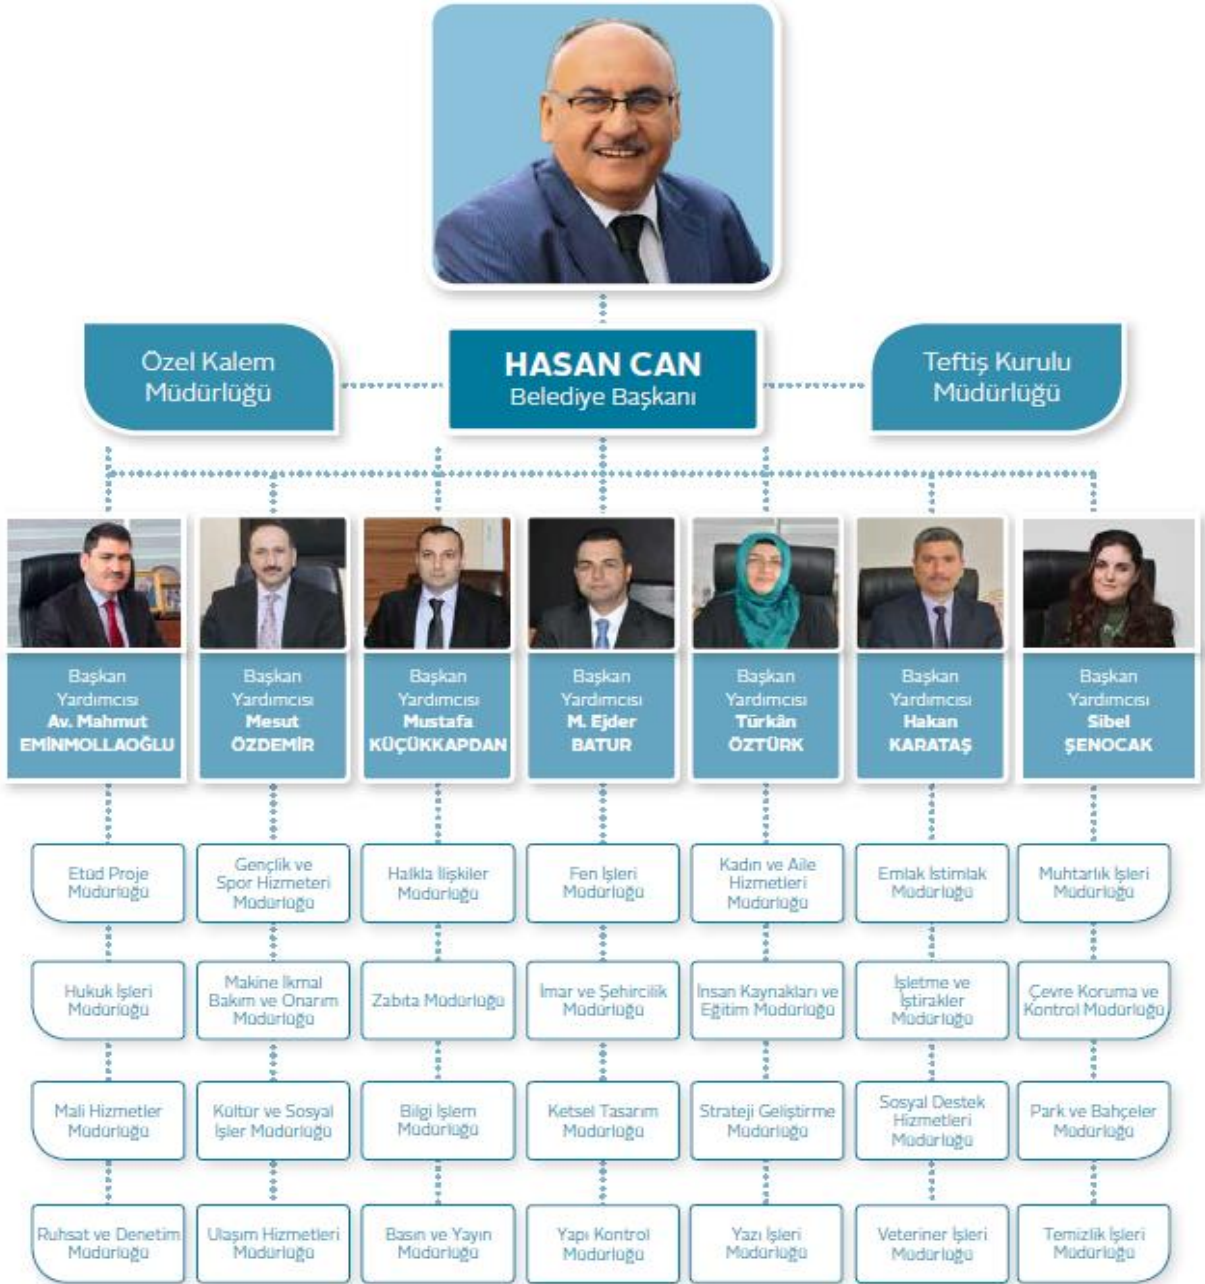 Özel Kalem
Müdürlüğü
HASAN CAN
Belediye Başkanı
Teftiş Kurulu
Müdürlüğü
Başkan
Yardımcısı
Av. Mahmut
EMİNMOLLAOĞLU
Başkan
Yardımcısı
Mesut
ÖZDEMİR
Başkan
Yardımcısı
Mustafa
KÜÇÜKKAPDAN
Başkan
Yardımcısı
M. Ejder
BATUR
Başkan
Yardımcısı
Türkân
ÖZTÜRK
Başkan
Yardımcısı
Hakan
KARATAŞ
Başkan
Yardımcısı
Sibel
ŞENOCAK
Etüd Proje
Müdürlüğü
Gençlik ve
Spor Hizmeteri
Müdürlüğü
Halkla İlişkiler
Müdürlüğü
Fen İşleri
Müdürlüğü
Kadın ve Aile
Hizmetleri
Müdürlüğü
Emlak İstimlak
Müdürlüğü
Muhtarlık İşleri
Müdürlüğü
Hukuk İşleri
Müdürlüğü
Makine İkmal
Bakım ve Onarım
Müdürlüğü
Zabıta Müdürlüğü
İmar ve Şehircilik
Müdürlüğü
İnsan Kaynakları ve
Eğitim Müdürlüğü
İşletme ve
İştirakler
Müdürlüğü
Çevre Koruma ve
Kontrol Müdürlüğü
Mali Hizmetler
Müdürlüğü
Kültür ve Sosyal
İşler Müdürlüğü
Bilgi İşlem
Müdürlüğü
Ketsel Tasarım
Müdürlüğü
Strateji Geliştirme
Müdürlüğü
Sosyal Destek
Hizmetleri
Müdürlüğü
Park ve Bahçeler
Müdürlüğü
Ruhsat ve Denetim
Müdürlüğü
Ulaşım Hizmetleri
Müdürlüğü
Basın ve Yayın
Müdürlüğü
Yapı Kontrol
Müdürlüğü
Yazı İşleri
Müdürlüğü
Veteriner İşleri
Müdürlüğü
Temizlik İşleri
Müdürlüğü